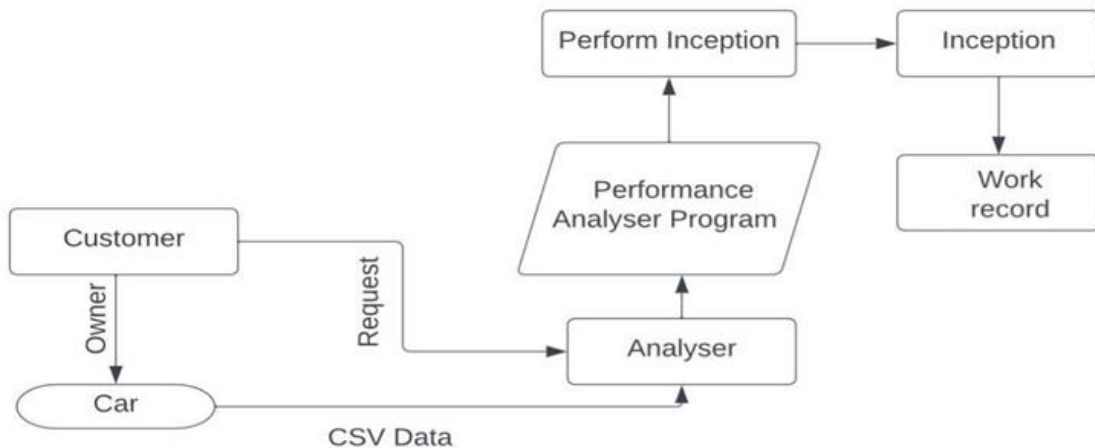 Perform Inception
Inception
Performance
Analyser Program
Work
record
Customer
Owner
Request
Analyser
Car
CSV Data